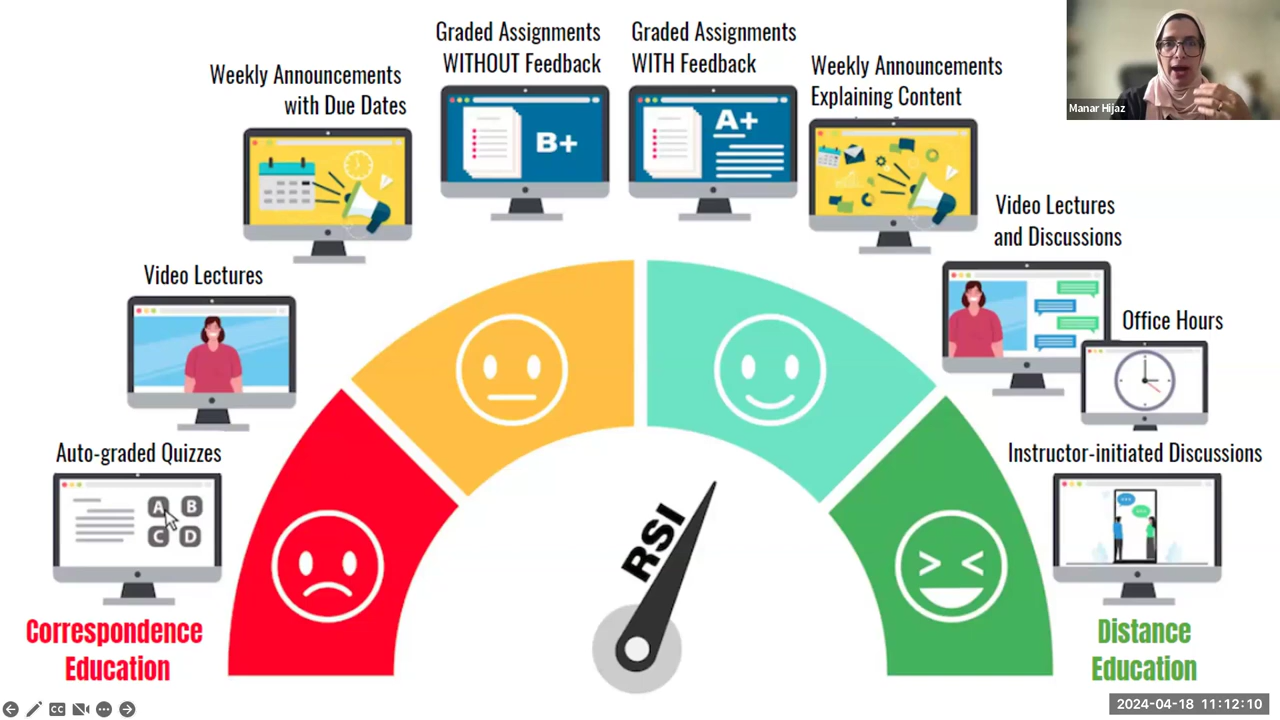 Graded Assignments
WITHOUT Feedback
Graded Assignments
WITH Feedback
Weekly Announcements
with Due Dates
Weekly Announcements
Explaining Content
Manar Hijaz
B+
A+
Video Lectures
and Discussions
Video Lectures
Office Hours
Auto-graded Quizzes
Instructor-initiated Discussions
A B
C D
RSI
Correspondence
Education
Distance
Education
CC
2024-04-18 11:12:10